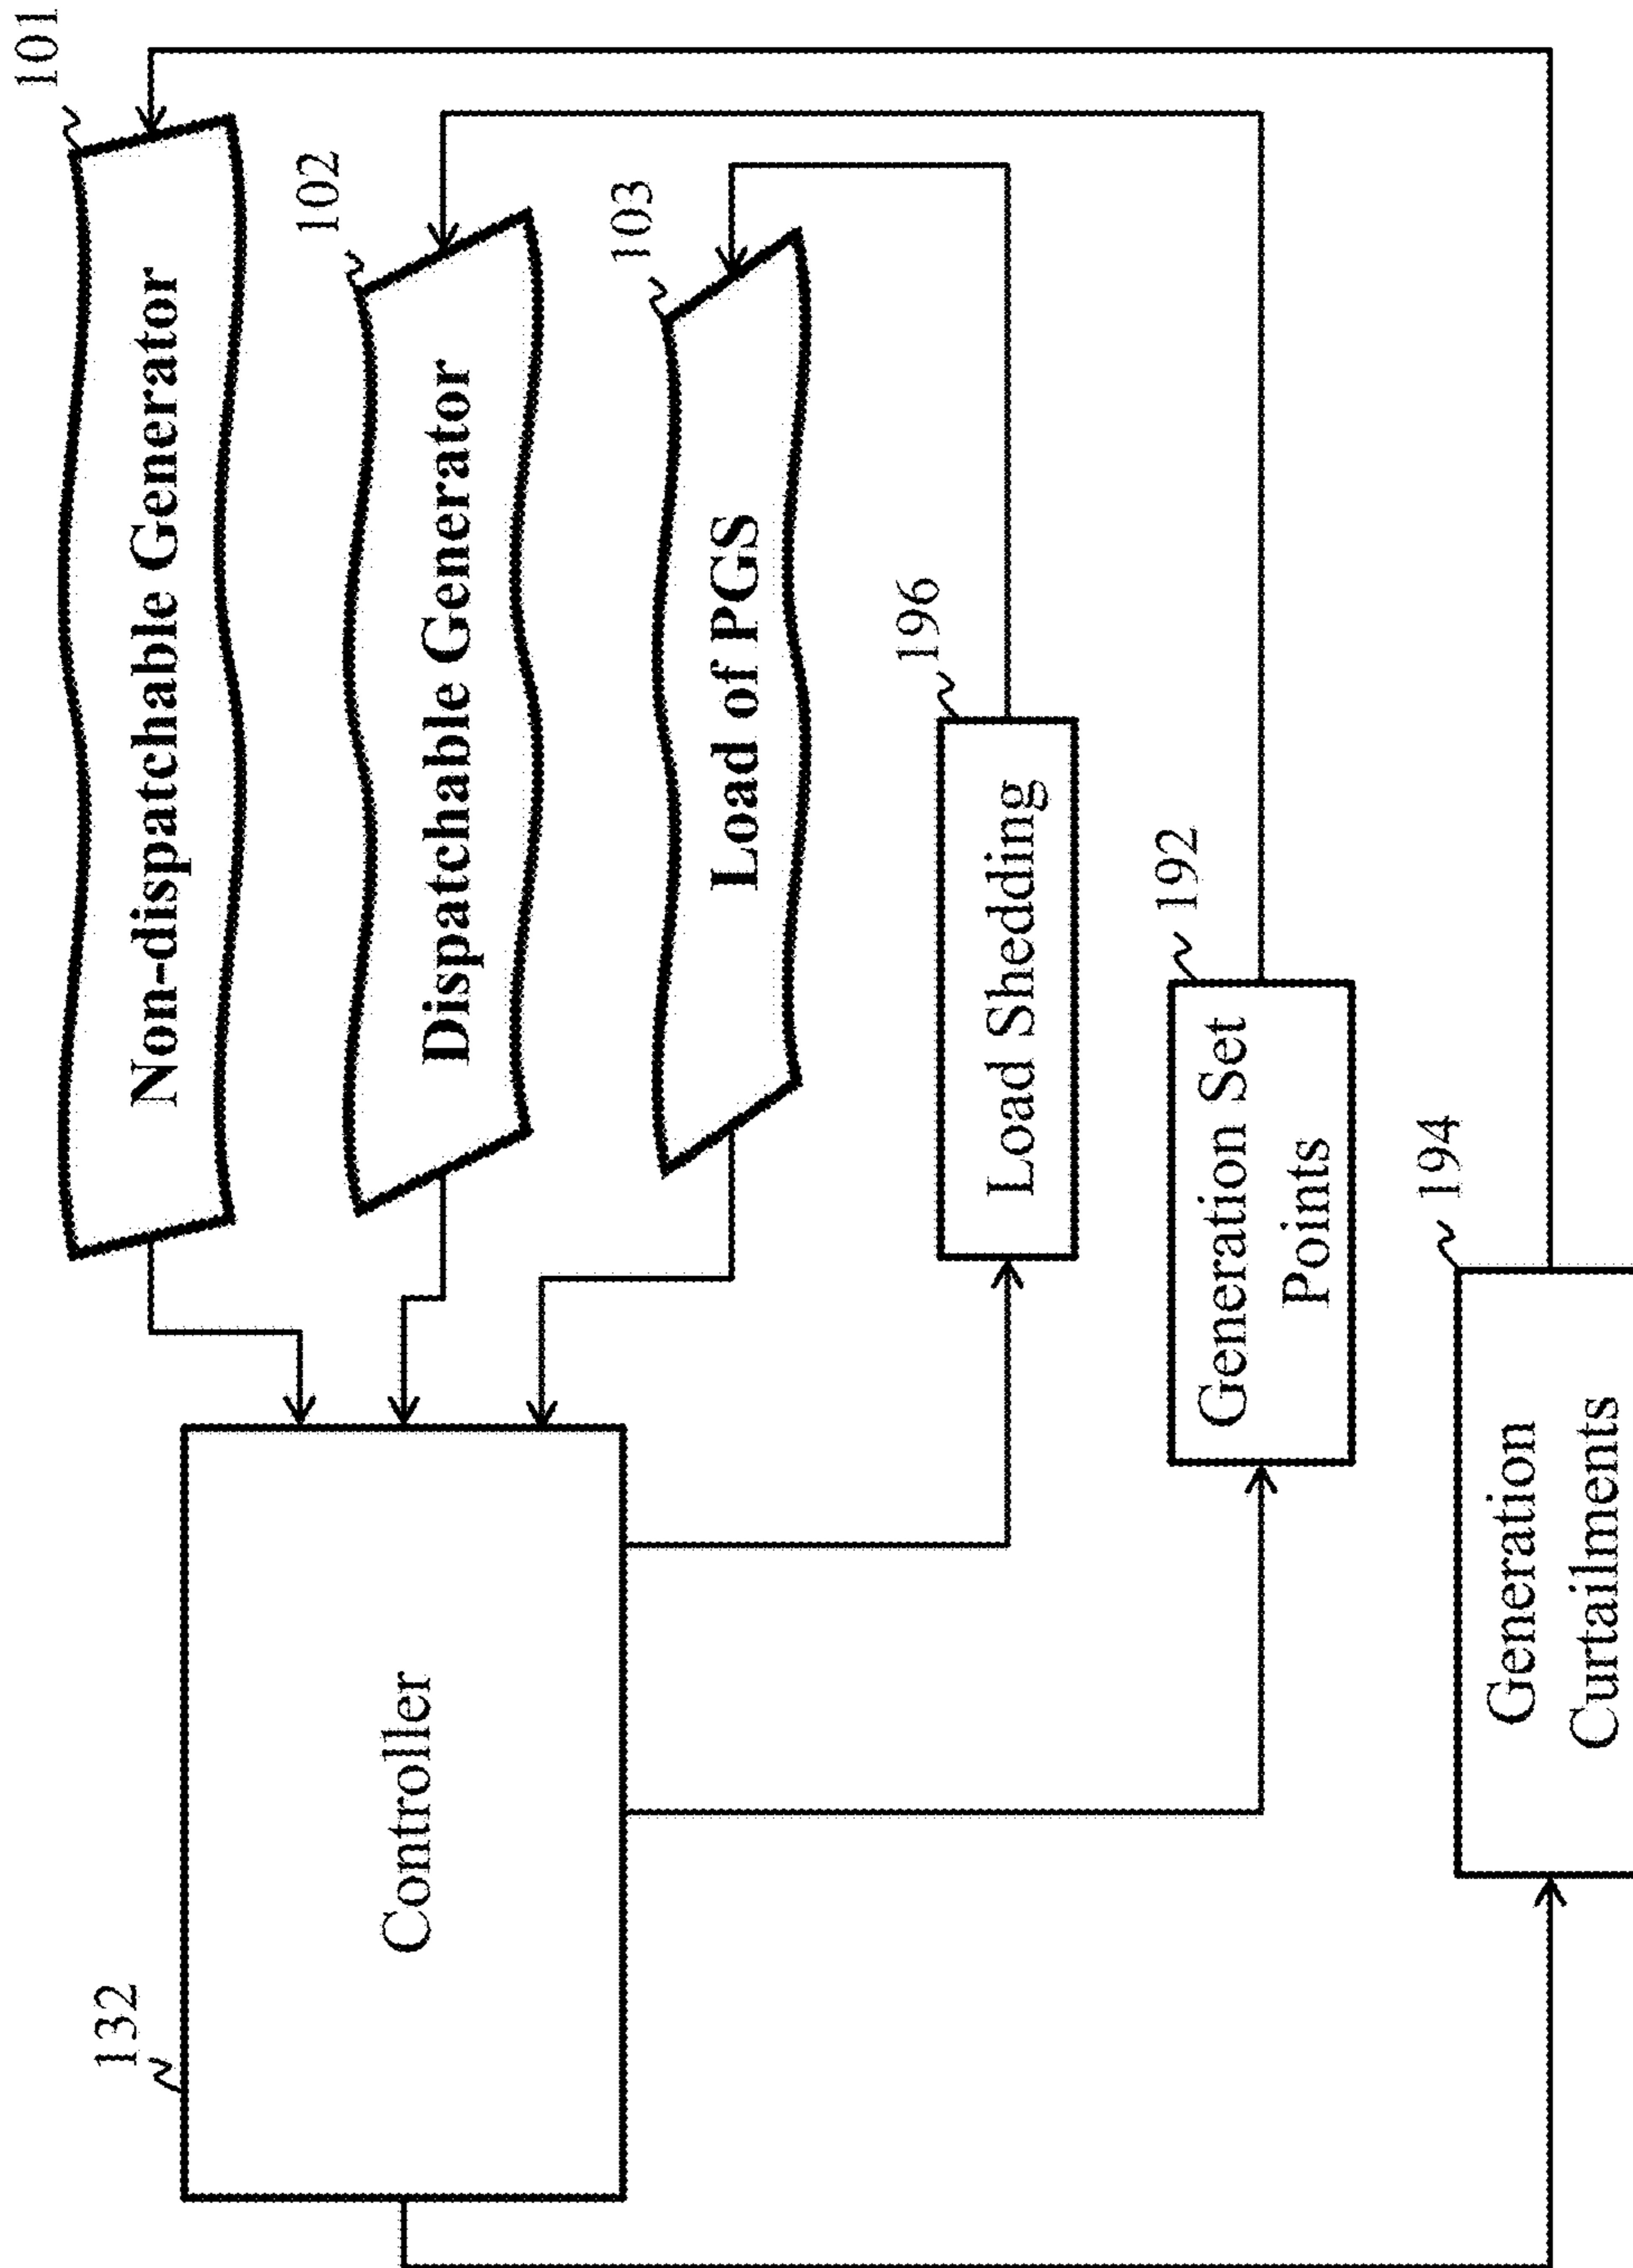 101
Non-dispatchable Generator
102
Dispatchable Generator
103
Load of PGS
132
Controller
196
Load Shedding
192
Generation Set
Points
194
Generation
Curtailments